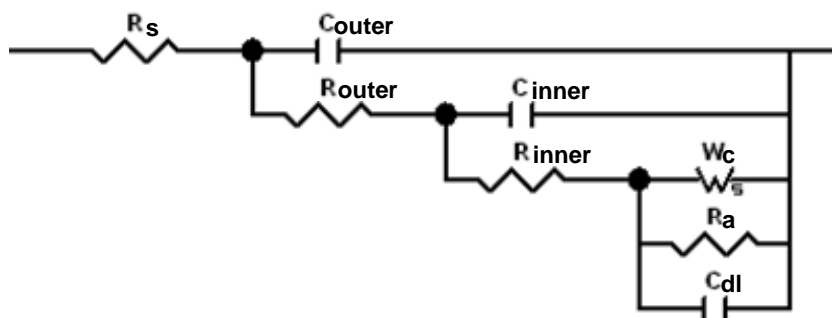 Rs
Couter
Router
Cinner
Rinner
Wc
s
Ra
Cdl